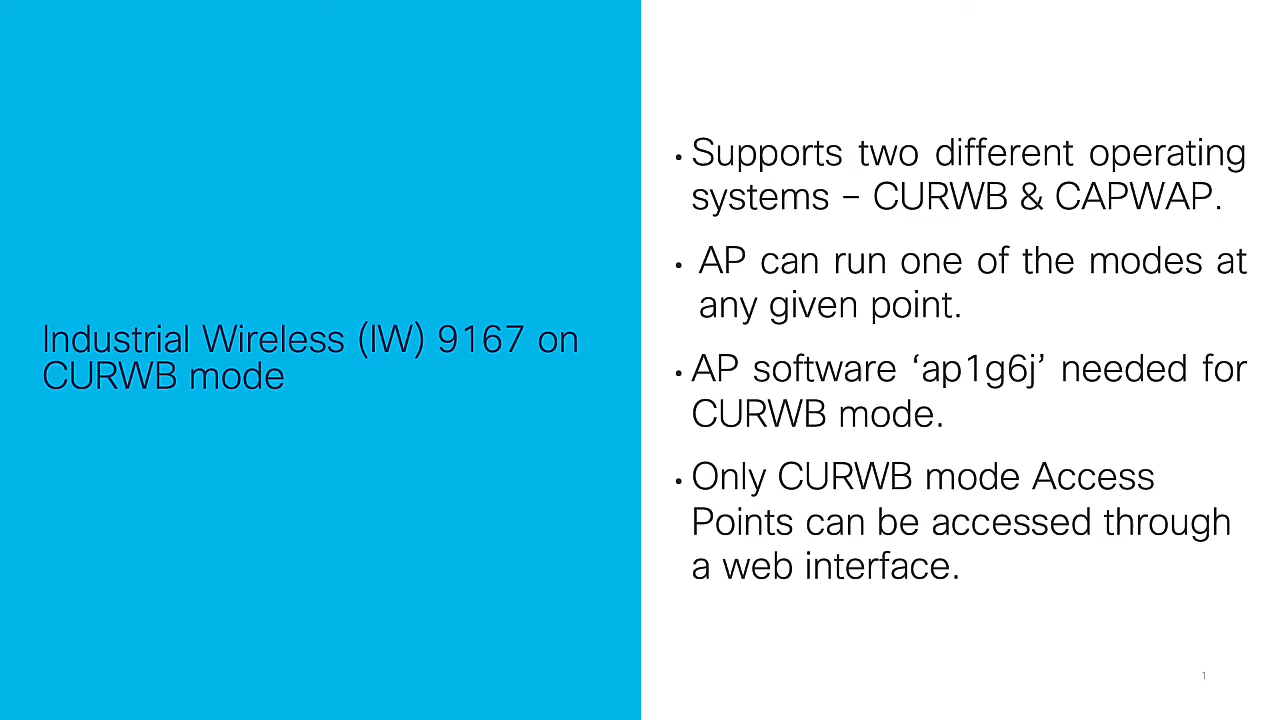 Industrial Wireless (IW) 9167 on
CURWB mode
• Supports two different operating
systems – CURWB & CAPWAP.
• AP can run one of the modes at
any given point.
• AP software ‘ap1g6j’ needed for
CURWB mode.
• Only CURWB mode Access
Points can be accessed through
a web interface.
1